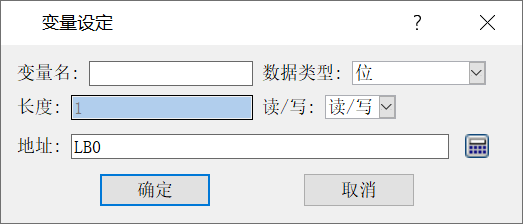 变量设定 ?
变量名: 数据类型: 位
长度: 1 读/写: 读/写
地址: LB0
确定 取消